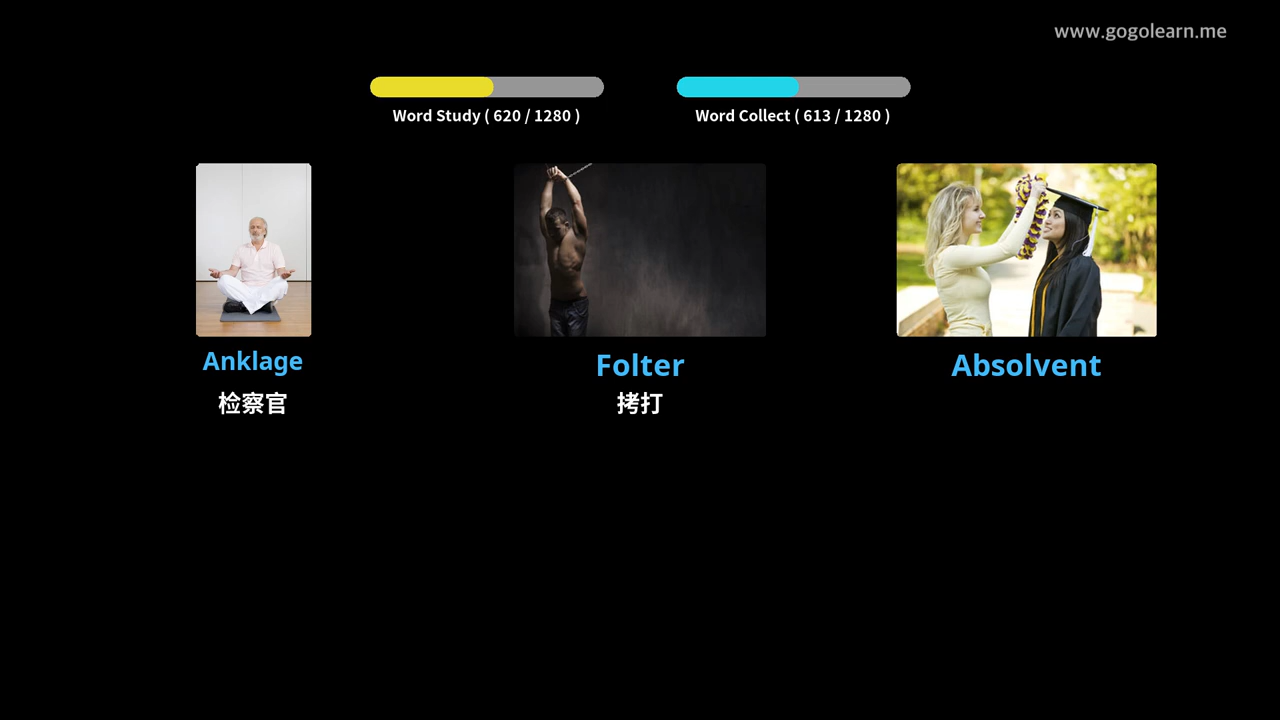 www.gogolearn.me
Word Study ( 620 / 1280 )
Word Collect ( 613 / 1280 )
Anklage
检察官
Folter
拷打
Absolvent